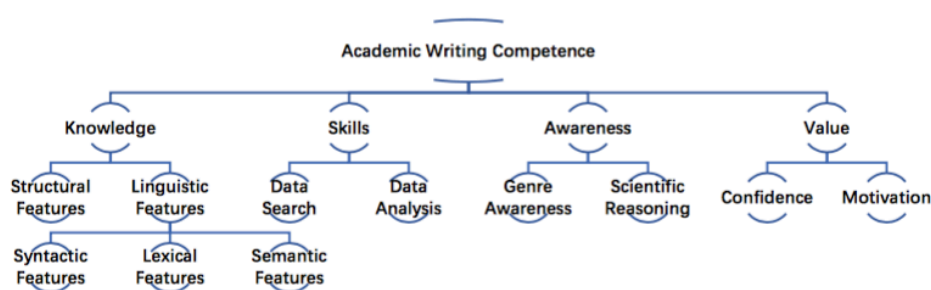 Academic Writing Competence
Knowledge
Skills
Awareness
Value
Structural
Features
Linguistic
Features
Data
Search
Data
Analysis
Genre
Awareness
Scientific
Reasoning
Confidence
Motivation
Syntactic
Features
Lexical
Features
Semantic
Features